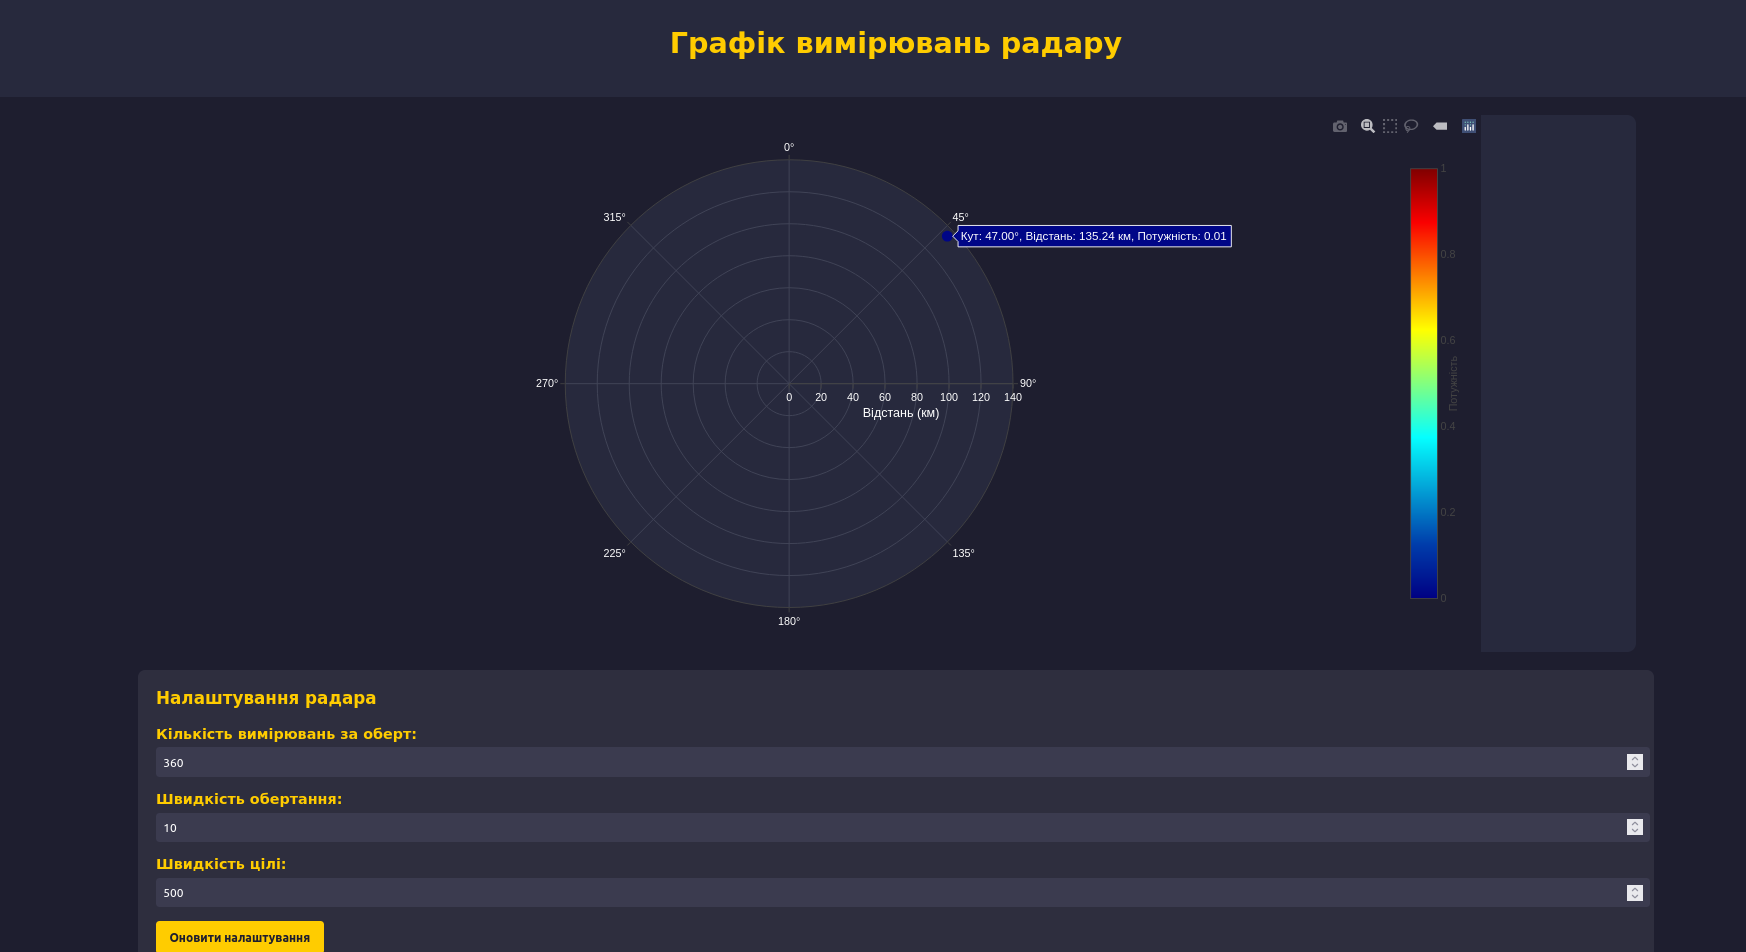 Графік вимірювань радару
0°
315°
45°
Кут: 47.00°, Відстань: 135.24 км, Потужність: 0.01
270°
90°
0 20 40 60 80 100 120 140
Відстань (км)
225°
135°
180°
1
0.8
0.6
0.4
0.2
0
Потужність
Налаштування радара
Кількість вимірювань за оберт:
360
Швидкість обертання:
10
Швидкість цілі:
500
Оновити налаштування